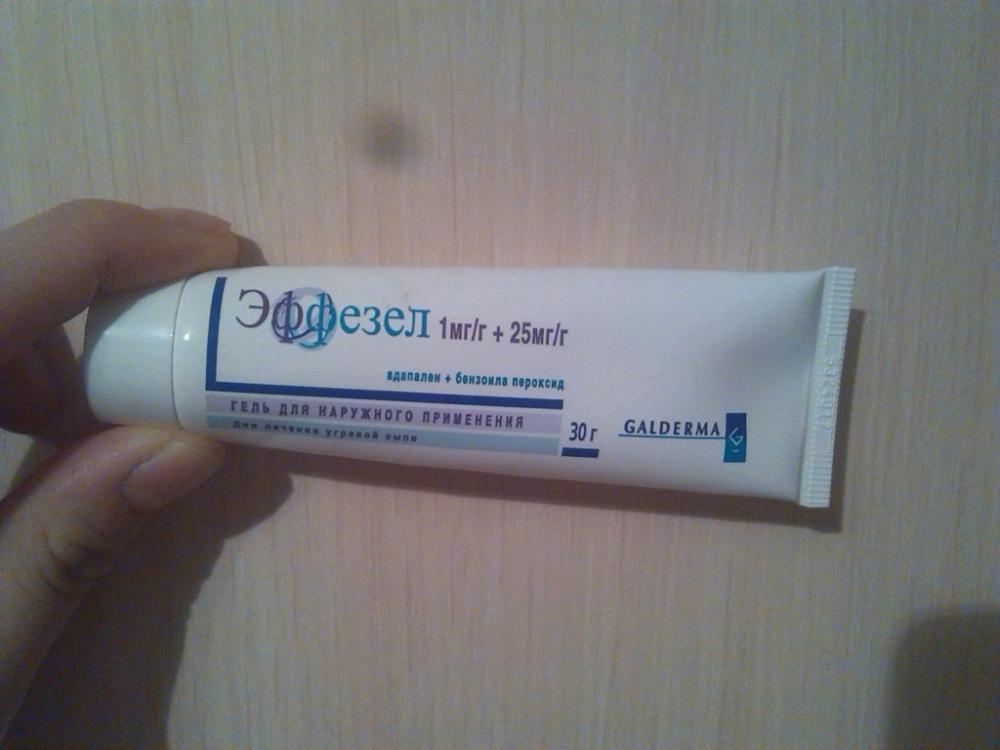 Эффезел 1мг/г + 25мг/г
адапален + бензоила пероксид
ГЕЛЬ ДЛЯ НАРУЖНОГО ПРИМЕНЕНИЯ
Для лечения угревой сыпи
30 г
GALDERMA